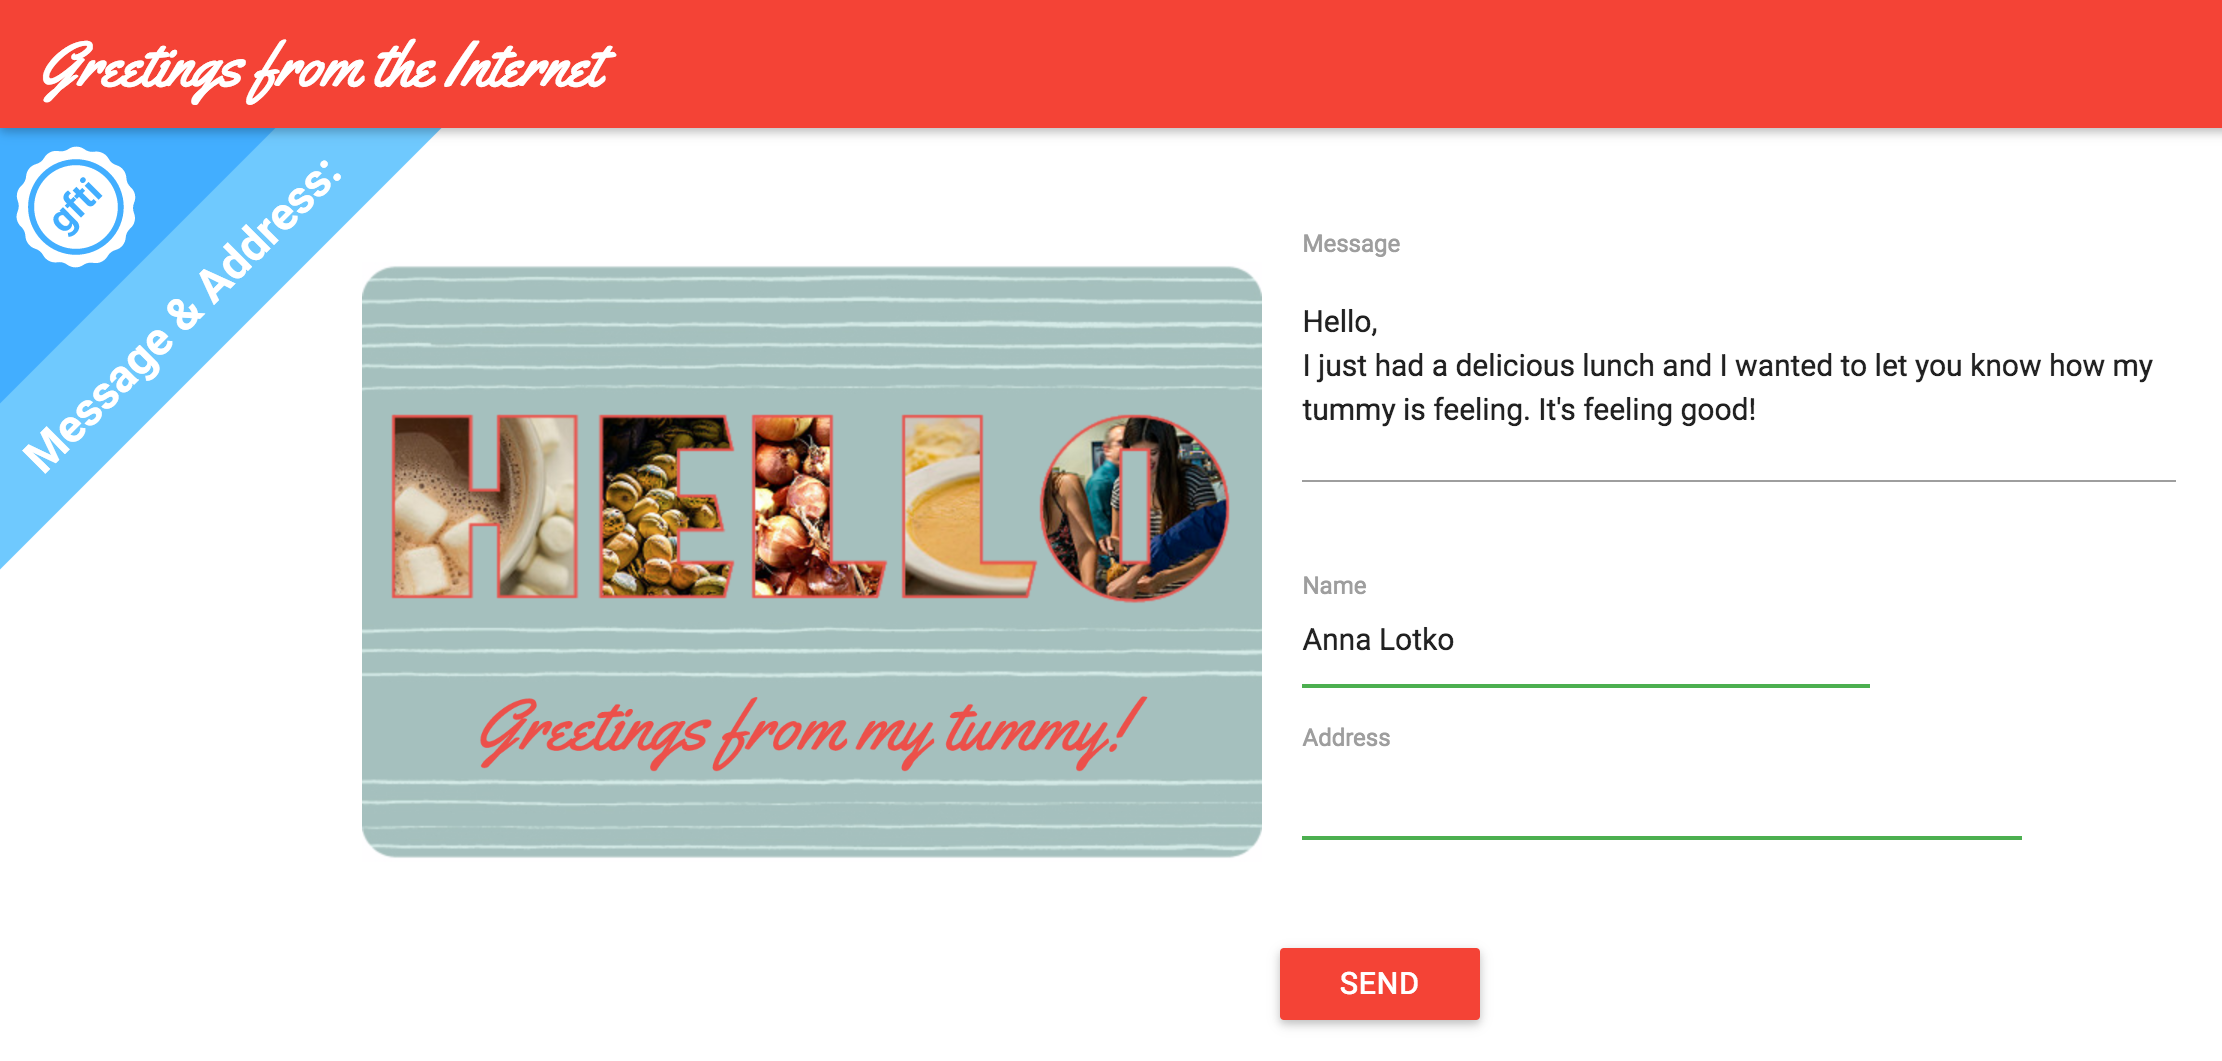 Greetings from the Internet
gfti
Message & Address:
HELLO
Greetings from my tummy!
Message
Hello,
I just had a delicious lunch and I wanted to let you know how my
tummy is feeling. It's feeling good!
Name
Anna Lotko
Address
SEND